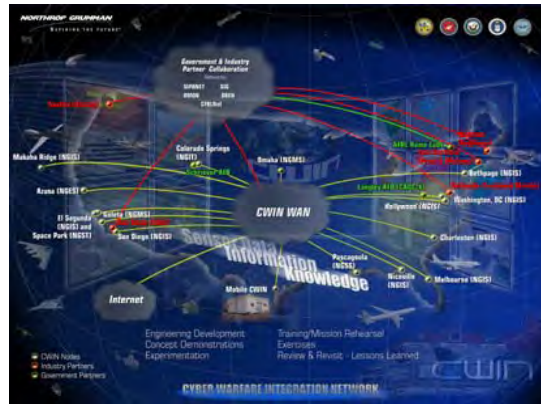 NORTHROP GRUMMAN
DEFINING THE FUTURE
Government & Industry
Partner Collaboration
Networks
SIPRNET
Makaha Ridge (NGIS)
Colorado Springs
(NGIT)
Schriever AFB
Omaha (NGMS)
AFRL Rome Labs
Bethpage (NGIS)
Krasa (NGES)
CWIN WAN
Langley AFB
Washington, DC (NGIS)
Hollywood (NGIS)
El Segundo
(NGIS) and
Space Park (NGST)
Goleta (NGMS)
San Diego (NGIS)
Charleston (NGIS)
Sensor Data
Information
Knowledge
Pascagoula
(NGSS)
Niceville
(NGIS)
Melbourne (NGIS)
Internet
Mobile CWIN
Engineering Development
Concept Demonstrations
Experimentation
Training/Mission Rehearsal
Exercises
Review & Revisit - Lessons Learned
CWIN Nodes
Industry Partners
Government Partners
CWIN
CYBER WARFARE INTEGRATION NETWORK